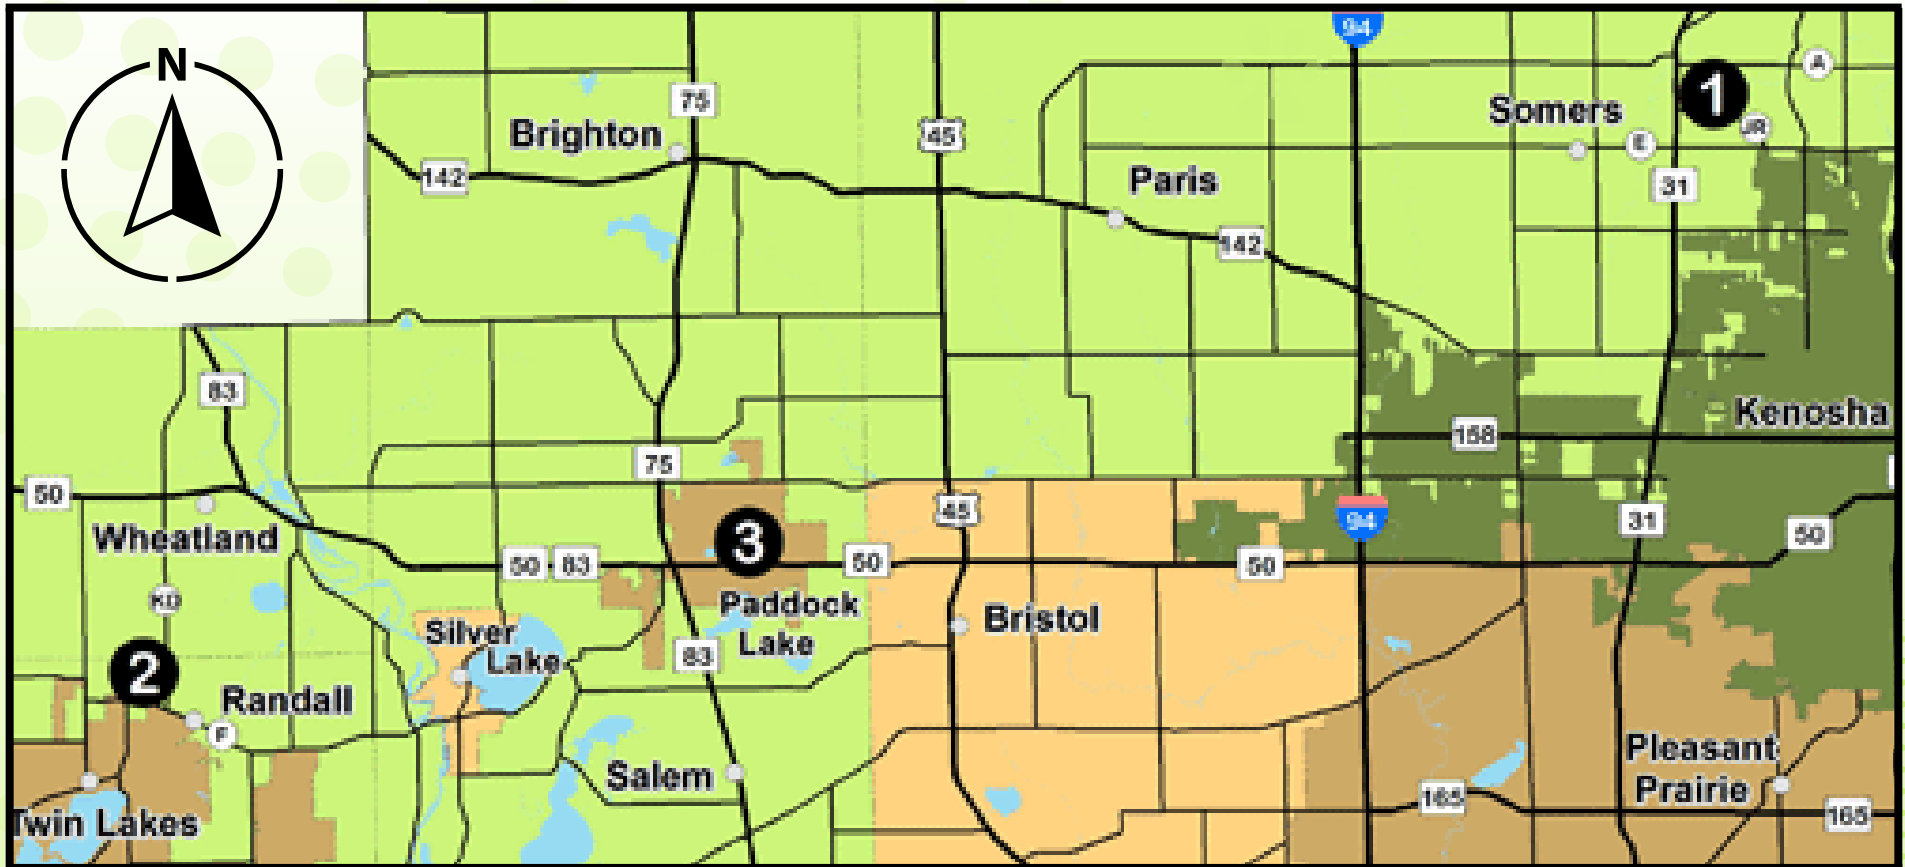 N
94
A
75
1
Somers
Brighton
45
JR
E
142
Paris
31
142
83
Kenosha
158
75
50
45
94
31
Wheatland
3
50
50
83
50
50
KD
Paddock
Lake
Bristol
Silver
Lake
83
2
Randall
F
Salem
Pleasant
Prairie
165
165
Twin Lakes